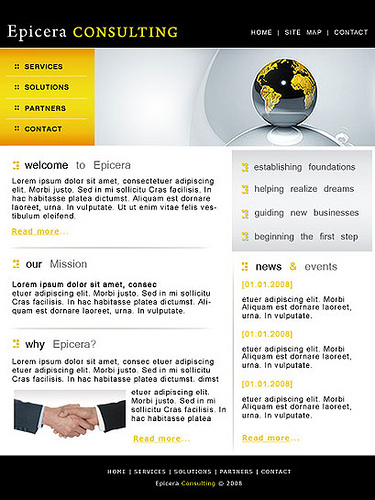 Epicera CONSULTING
HOME | SITE MAP | CONTACT
SERVICES
SOLUTIONS
PARTNERS
CONTACT
welcome to Epicera
Lorem ipsum dolor sit amet, consectetuer adipiscing
elit. Morbi justo. Sed in mi sollicitu Cras facilisis. In
hac habitasse platea dictumst. Aliquam est dornare
laoreet, urna. In vulputate. Ut ut enim vitae felis ves-
tibulum eleifend.
Read more...
our Mission
Lorem ipsum dolor sit amet, consec
etuer adipiscing elit. Morbi justo. Sed in mi sollicitu
Cras facilisis. In hac habitasse platea dictumst. Ali-
quam est dornare laoreet, urna. In vulputate.
why Epicera?
Lorem ipsum dolor sit amet, consec etuer adipiscing
elit. Morbi justo. Sed in mi sollicitu Cras facilisis. In
Cras facilisis. In hac habitasse platea dictumst. dimst
etuer adipiscing elit.
Morbi justo. Sed in mi
sollicitu Cras facilisis. In
hac habitasse platea
Read more...
establishing foundations
helping realize dreams
guiding new businesses
beginning the first step
news & events
[01.01.2008]
etuer adipiscing elit. Morbi
Aliquam est dornare laoreet,
urna. In vulputate.
[01.01.2008]
etuer adipiscing elit. Morbi
Aliquam est dornare laoreet,
urna. In vulputate.
[01.01.2008]
etuer adipiscing elit. Morbi
Aliquam est dornare laoreet,
urna. In vulputate.
Read more...
HOME | SERVICES | SOLUTIONS | PARTNERS | CONTACT
Epicera Consulting © 2008